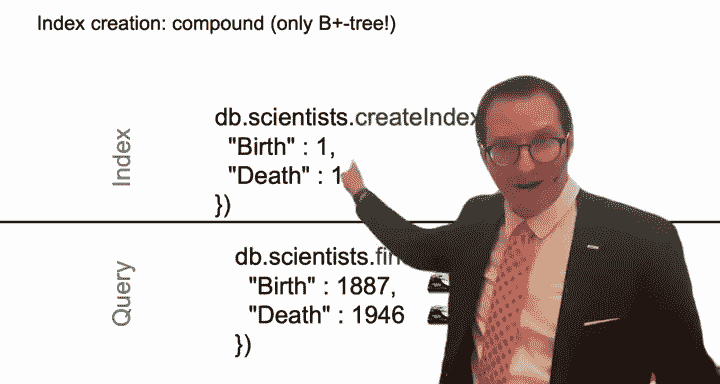 Index creation: compound (only B+-tree!)
Index
db.scientists.createIndex
"Birth" : 1,
"Death" : 1
})
Query
db.scientists.fin
"Birth" : 1887,
"Death" : 1946
})